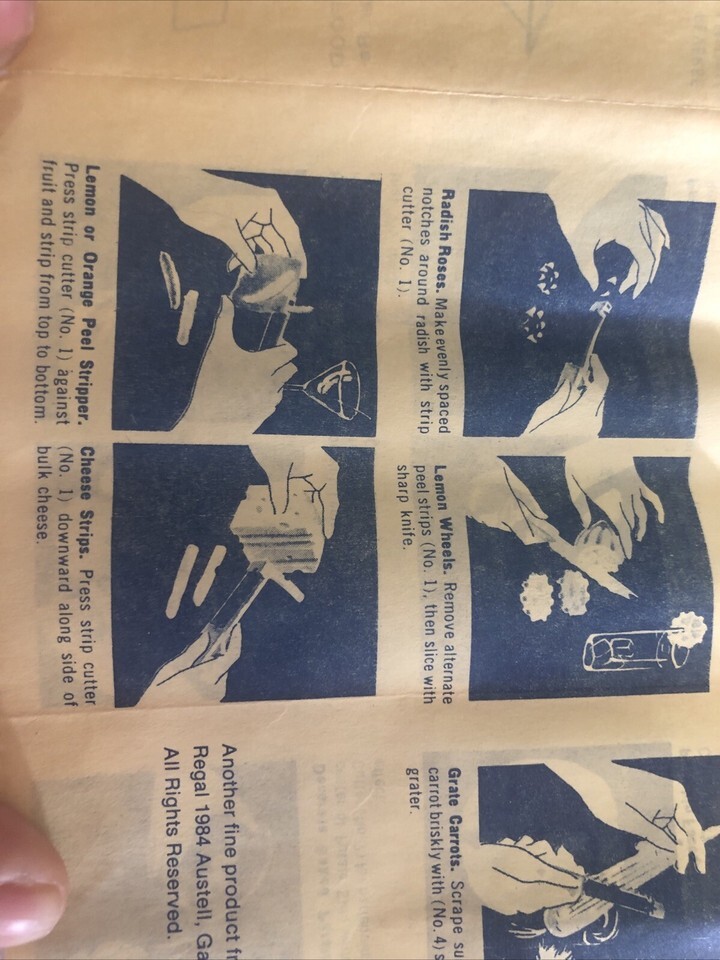 Radish Roses. Make evenly spaced
notches around radish with strip
cutter (No. 1).
Lemon Wheels. Remove alternate
peel strips (No. 1), then slice with
sharp knife.
Grate Carrots. Scrape
carrot briskly with (No. 4)
grater.
Lemon or Orange Peel Stripper.
Press strip cutter (No. 1) against
fruit and strip from top to bottom.
Cheese Strips. Press strip cutter
(No. 1) downward along side of
bulk cheese.
Another fine product
Regal 1984 Austell, Ga
All Rights Reserved.